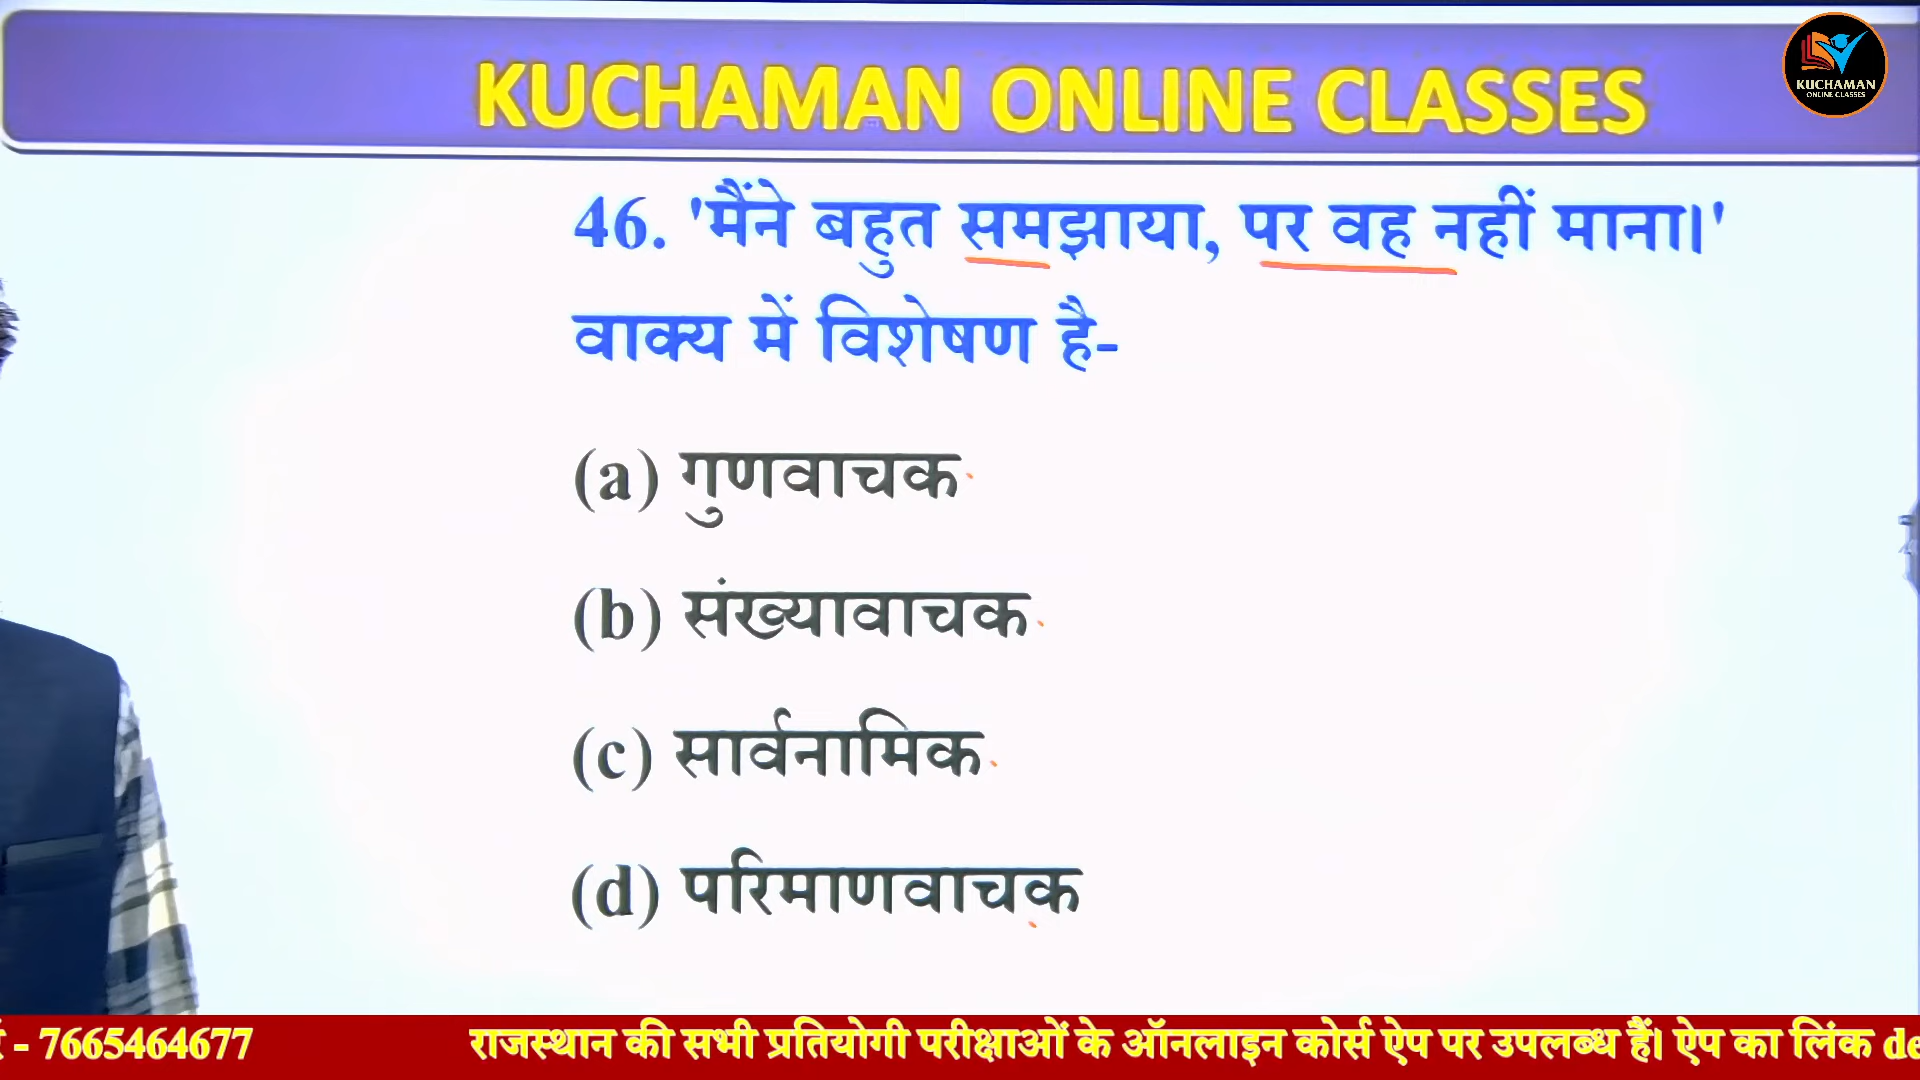 KUCHAMAN ONLINE CLASSES
KUCHAMAN
ONLINE CLASSES
46. 'मैंने बहुत समझाया, पर वह नहीं माना।'
वाक्य में विशेषण है-
(a) गुणवाचक
(b) संख्यावाचक
(c) सार्वनामिक
(d) परिमाणवाचक
- 7665464677 राजस्थान की सभी प्रतियोगी परीक्षाओं के ऑनलाइन कोर्स ऐप पर उपलब्ध हैं। ऐप का लिंक